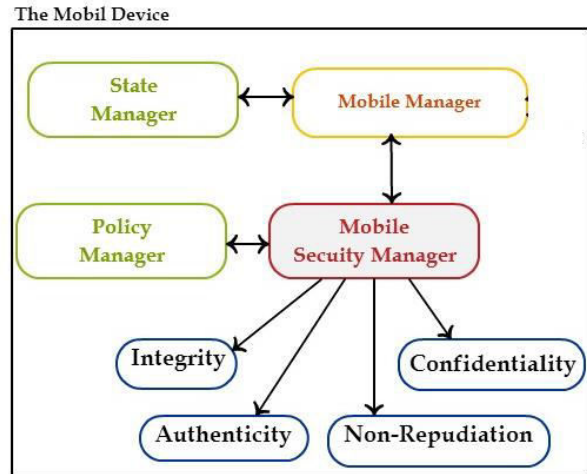 The Mobil Device
State
Manager
Mobile Manager
Policy
Manager
Mobile
Secuity Manager
Integrity
Confidentiality
Authenticity
Non-Repudiation